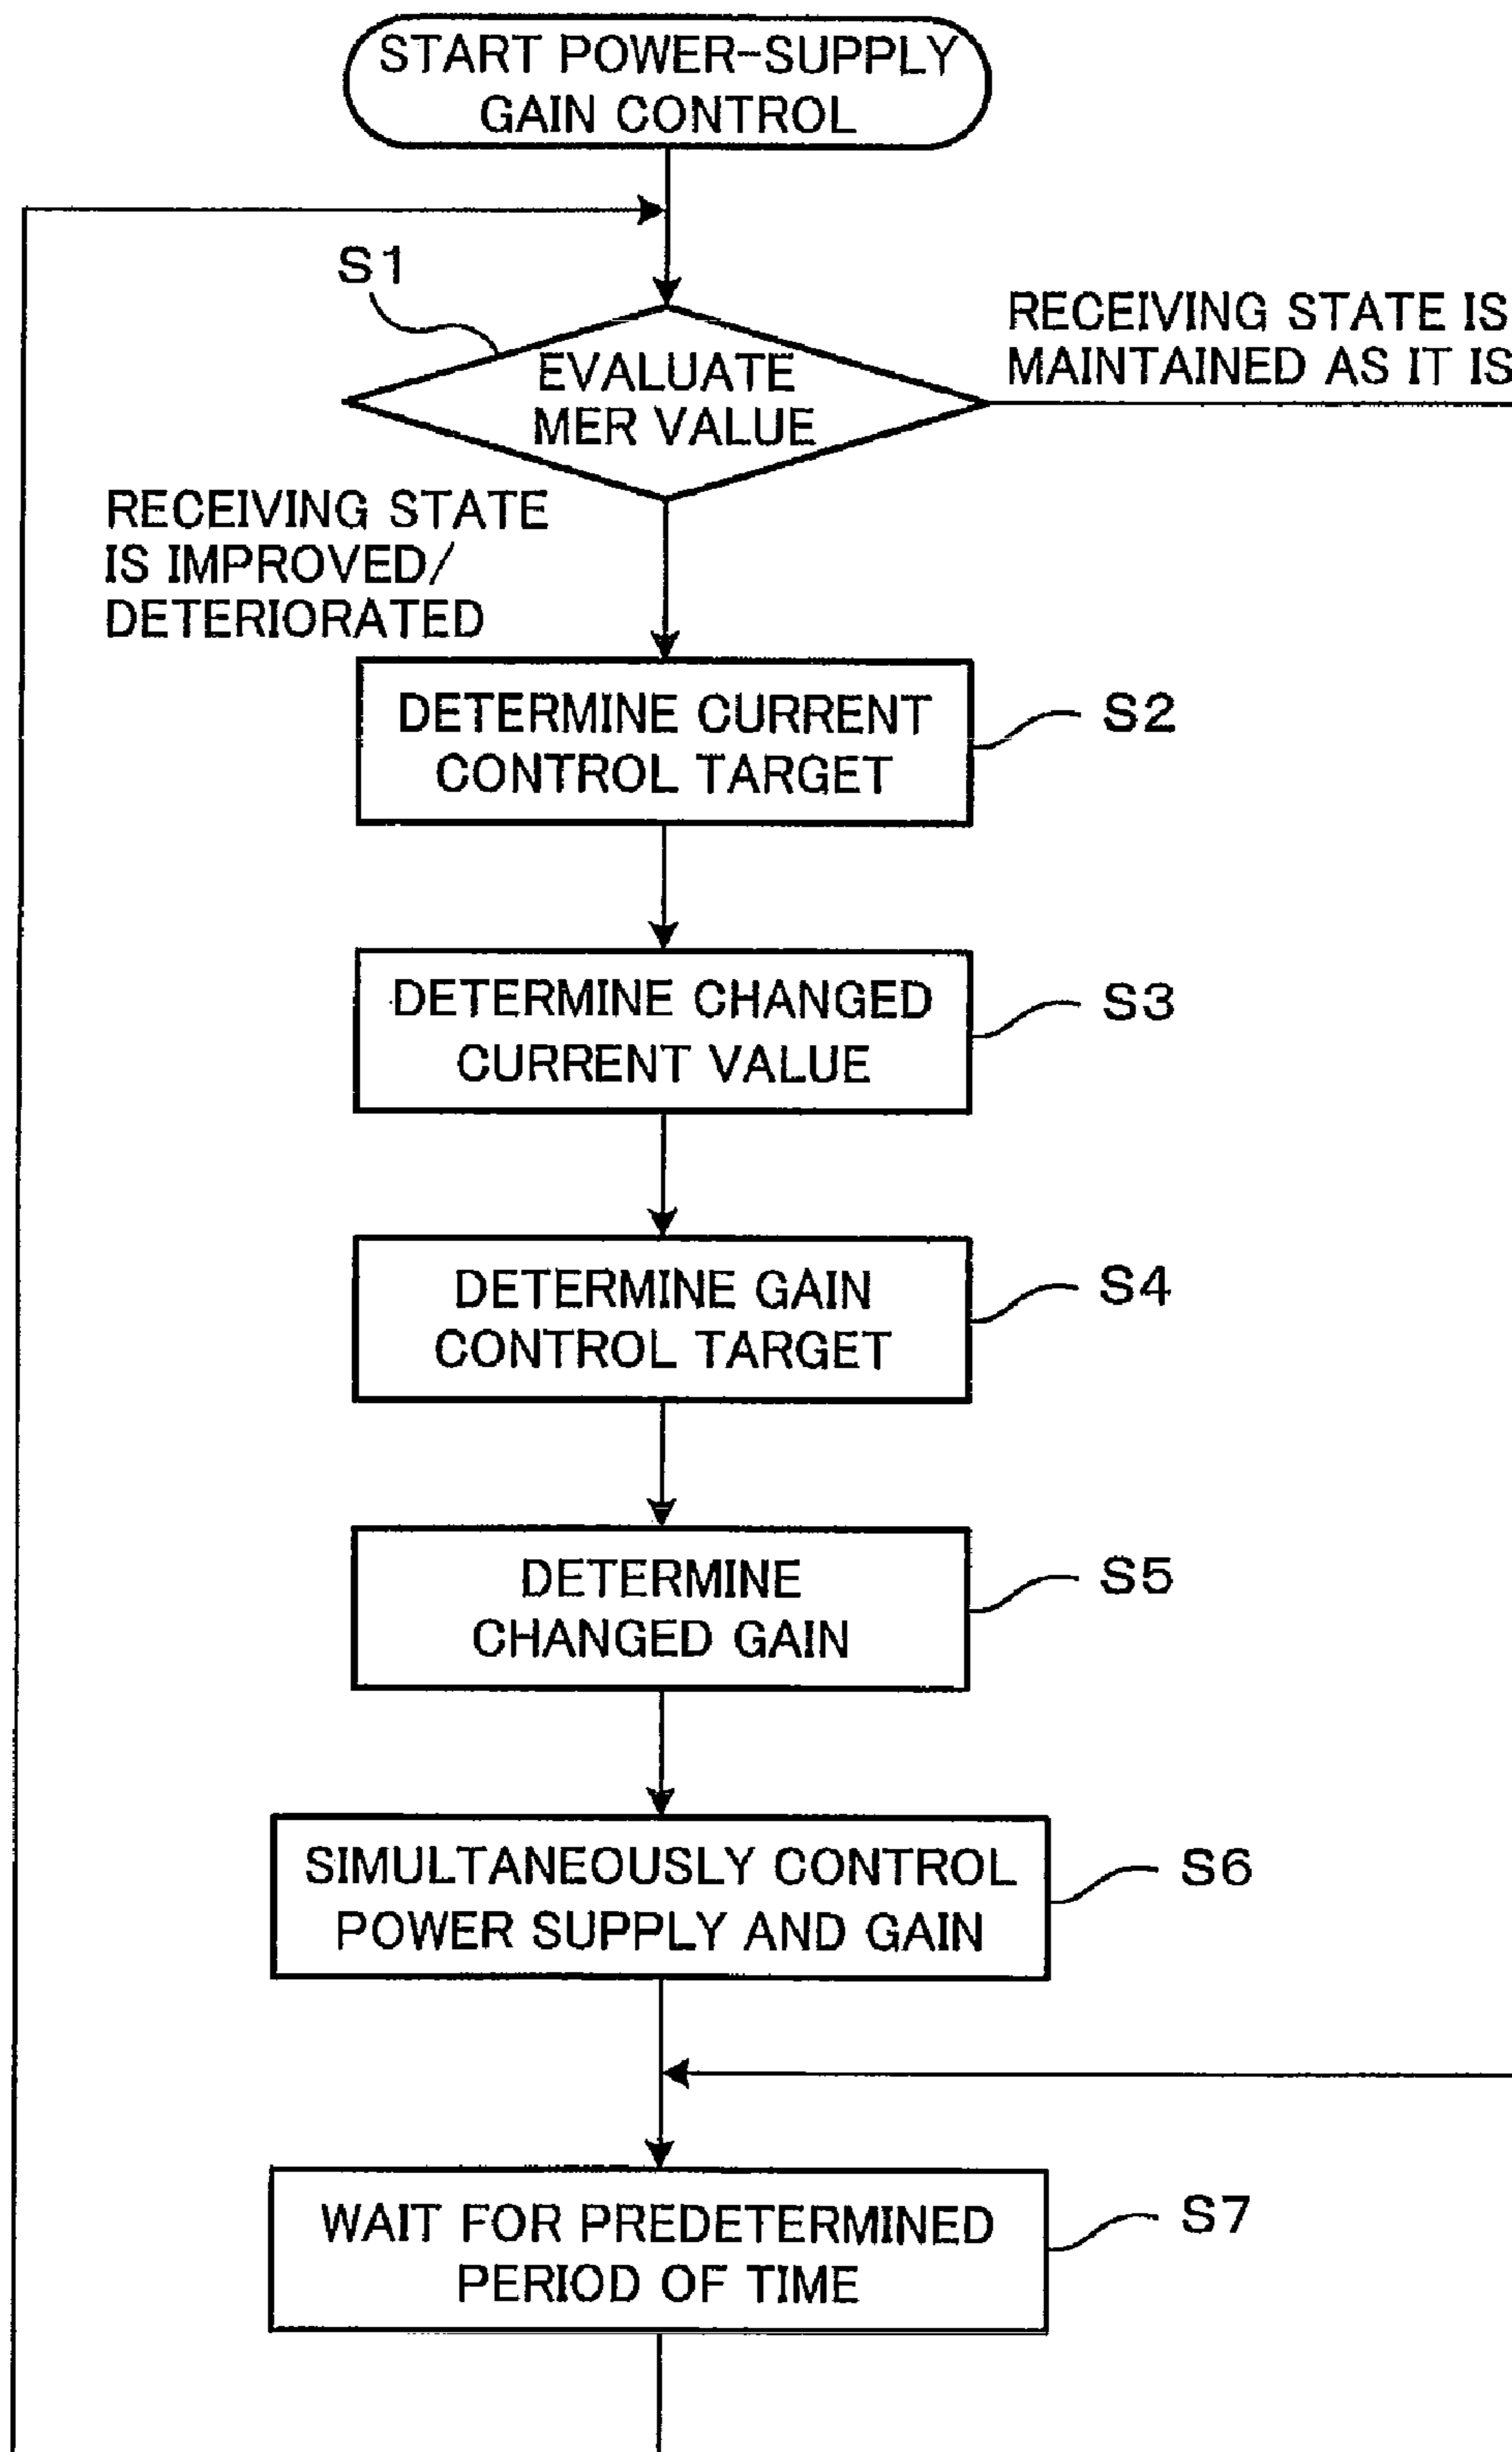 START POWER-SUPPLY
GAIN CONTROL
S1
EVALUATE
MER VALUE
RECEIVING STATE IS
MAINTAINED AS IT IS
RECEIVING STATE
IS IMPROVED/
DETERIORATED
DETERMINE CURRENT
CONTROL TARGET
S2
DETERMINE CHANGED
CURRENT VALUE
S3
DETERMINE GAIN
CONTROL TARGET
S4
DETERMINE
CHANGED GAIN
S5
SIMULTANEOUSLY CONTROL
POWER SUPPLY AND GAIN
S6
WAIT FOR PREDETERMINED
PERIOD OF TIME
S7